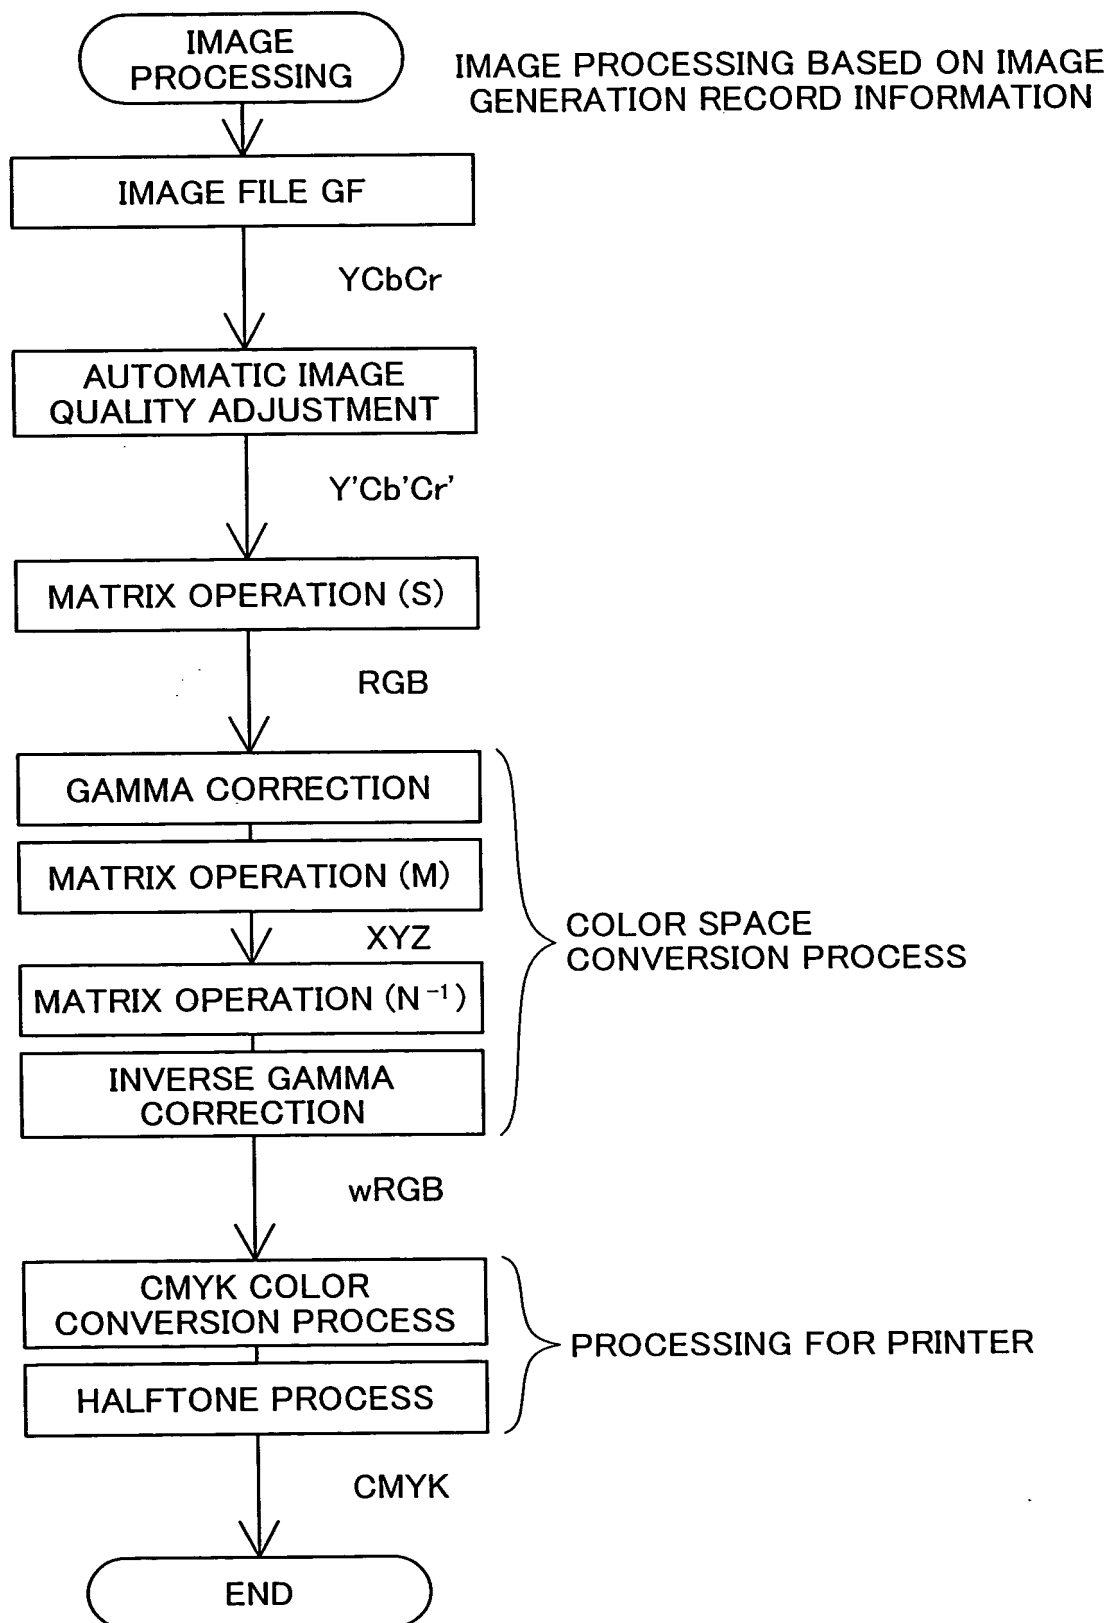 IMAGE
PROCESSING
IMAGE PROCESSING BASED ON IMAGE
GENERATION RECORD INFORMATION
IMAGE FILE GF
YCbCr
AUTOMATIC IMAGE
QUALITY ADJUSTMENT
Y'Cb'Cr'
MATRIX OPERATION (S)
RGB
GAMMA CORRECTION
MATRIX OPERATION (M)
XYZ
MATRIX OPERATION (N⁻¹)
INVERSE GAMMA
CORRECTION
COLOR SPACE
CONVERSION PROCESS
wRGB
CMYK COLOR
CONVERSION PROCESS
HALFTONE PROCESS
PROCESSING FOR PRINTER
CMYK
END